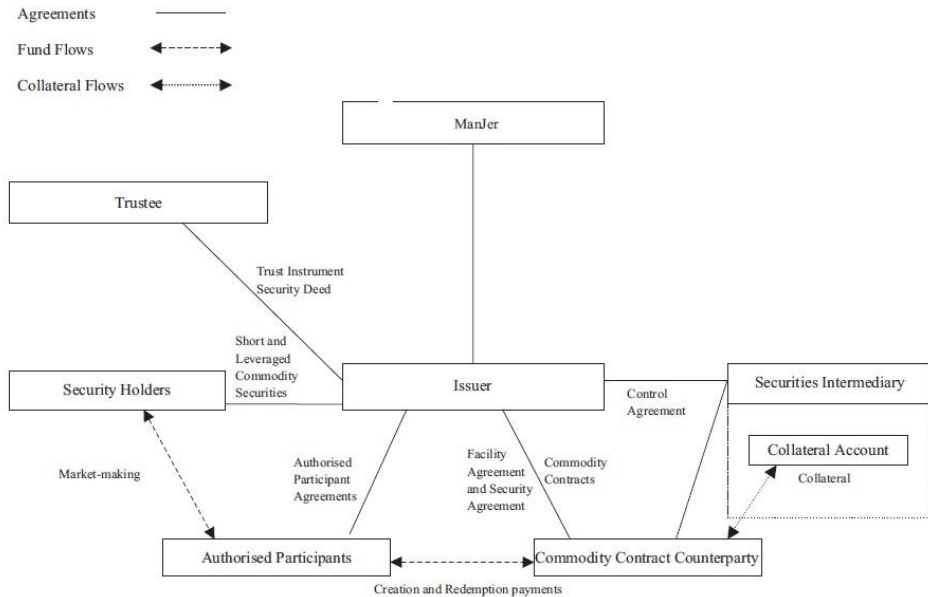 Agreements
Fund Flows
Collateral Flows
ManJer
Trustee
Trust Instrument
Security Deed
Short and
Leveraged
Commodity
Securities
Security Holders
Issuer
Securities Intermediary
Control
Agreement
Collateral Account
Collateral
Market-making
Authorised
Participant
Agreements
Facility
Agreement
and Security
Agreement
Commodity
Contracts
Authorised Participants
Commodity Contract Counterparty
Creation and Redemption payments